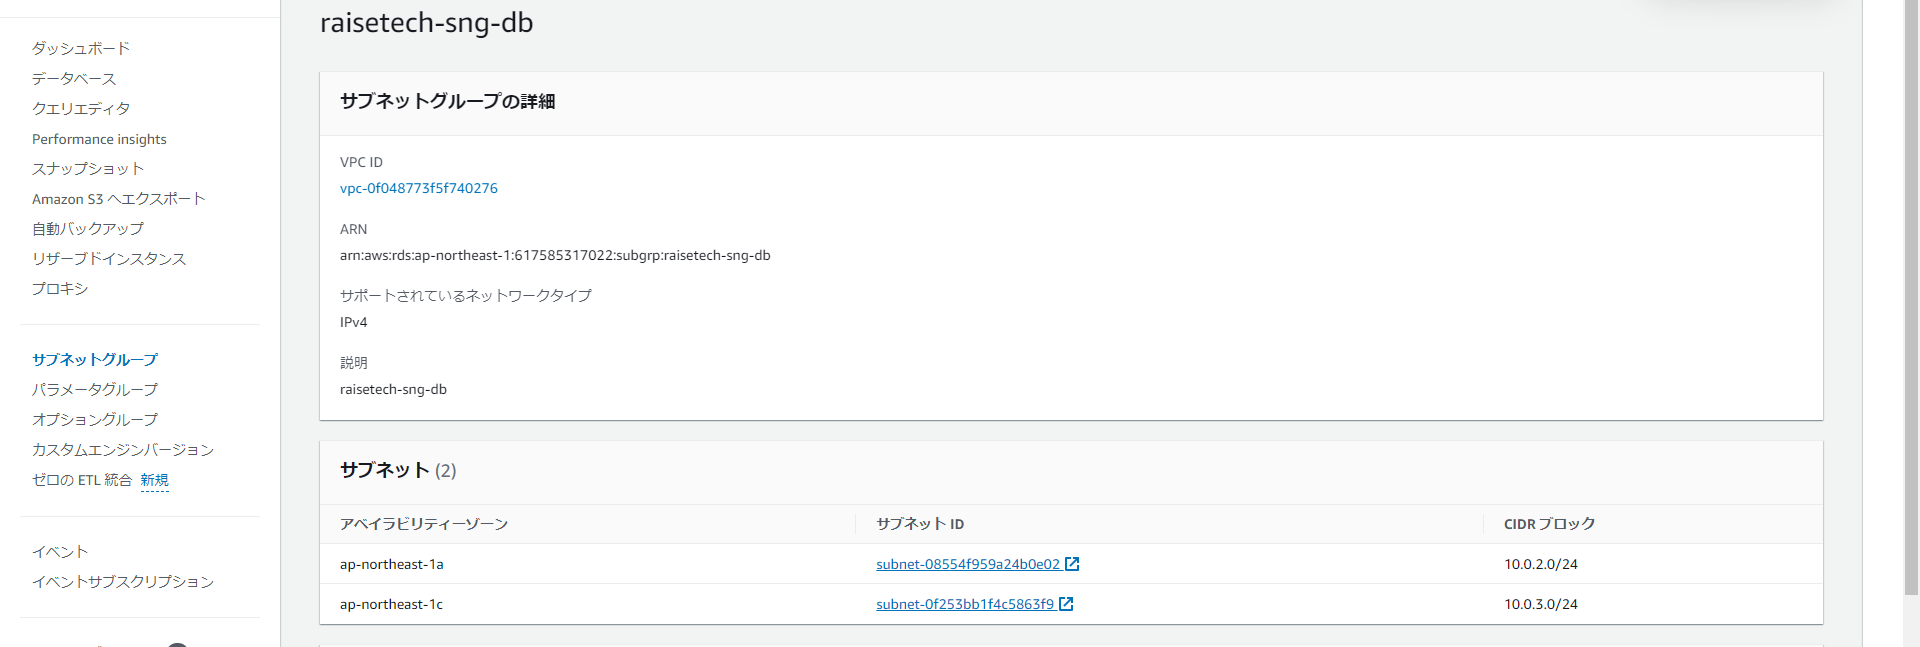 ダッシュボード
データベース
クエリエディタ
Performance insights
スナップショット
Amazon S3 へエクスポート
自動バックアップ
リザーブドインスタンス
プロキシ
サブネットグループ
パラメータグループ
オプショングループ
カスタムエンジンバージョン
ゼロの ETL 統合 新規
イベント
イベントサブスクリプション
raisetech-sng-db
サブネットグループの詳細
VPC ID
vpc-0f048773f5f740276
ARN
arn:aws:rds:ap-northeast-1:617585317022:subgrp:raisetech-sng-db
サポートされているネットワークタイプ
IPv4
説明
raisetech-sng-db
サブネット (2)
アベイラビリティーゾーン サブネット ID CIDR ブロック
ap-northeast-1a subnet-08554f959a24b0e02 10.0.2.0/24
ap-northeast-1c subnet-0f253bb1f4c5863f9 10.0.3.0/24